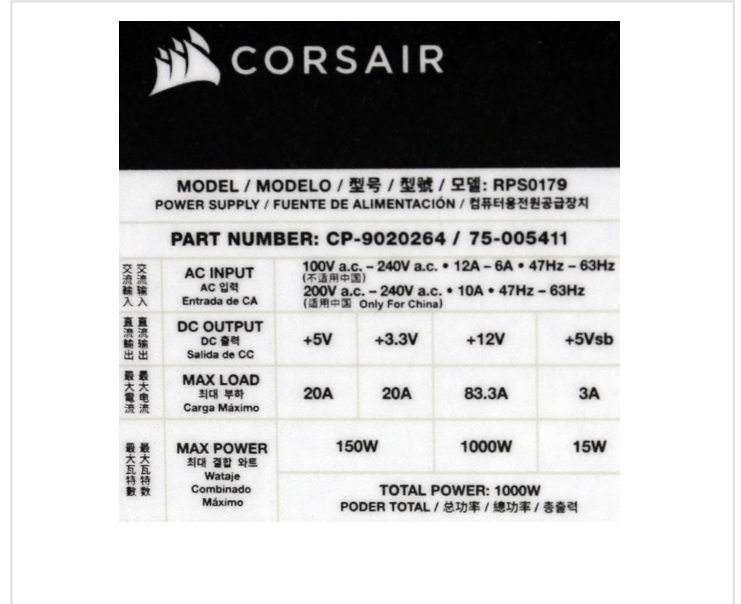 CORSAIR
MODEL / MODELO / 型号 / 型號 / 모델: RPS0179
POWER SUPPLY / FUENTE DE ALIMENTACIÓN / 컴퓨터용전원공급장치
PART NUMBER: CP-9020264 / 75-005411
交流輸入 交流输入
AC INPUT
AC 입력
Entrada de CA
100V a.c. – 240V a.c. • 12A – 6A • 47Hz – 63Hz
(不适用中国)
200V a.c. – 240V a.c. • 10A • 47Hz – 63Hz
(适用中国 Only For China)
直流輸出 直流输出
DC OUTPUT
DC 출력
Salida de CC
+5V +3.3V +12V +5Vsb
最大電流 最大电流
MAX LOAD
최대 부하
Carga Máximo
20A 20A 83.3A 3A
最大瓦特數 最大瓦特数
MAX POWER
최대 결합 와트
Wataje
Combinado
Máximo
150W 1000W 15W
TOTAL POWER: 1000W
PODER TOTAL / 总功率 / 總功率 / 총출력